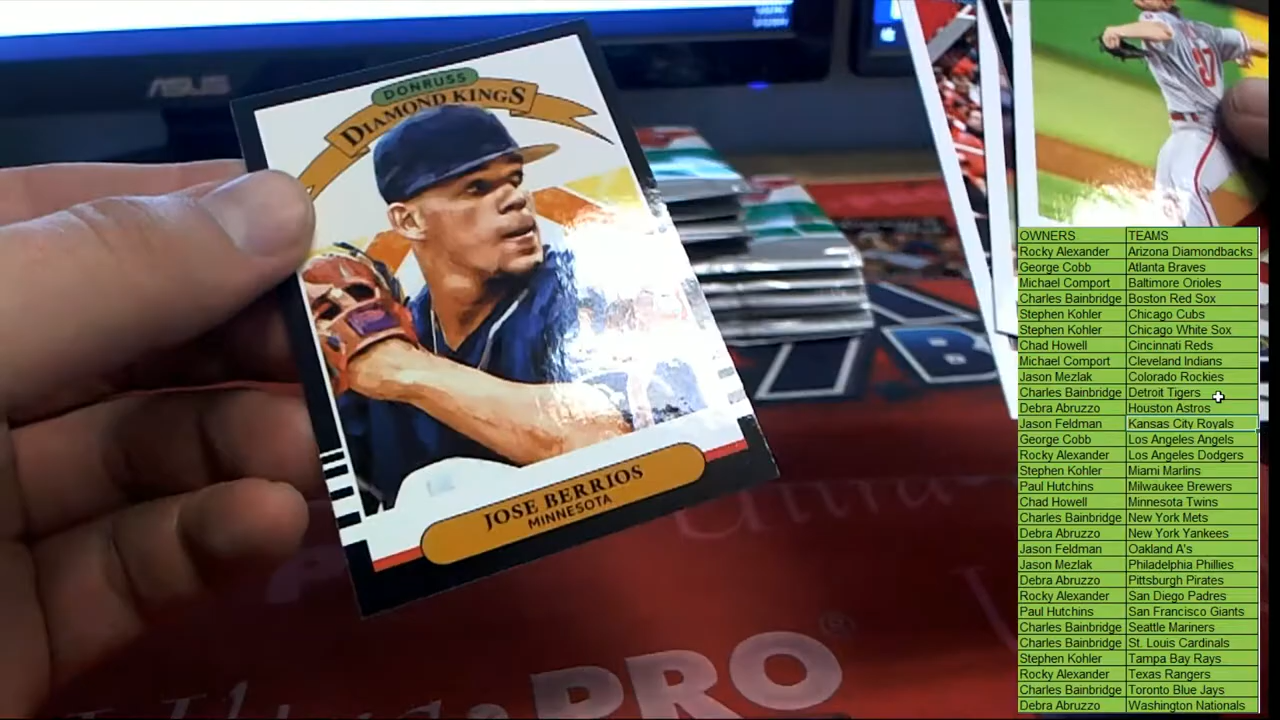 ASUS
DONRUSS
DIAMOND KINGS
JOSE BERRIOS
MINNESOTA
27
PRO
®
OWNERS TEAMS
Rocky Alexander Arizona Diamondbacks
George Cobb Atlanta Braves
Michael Comport Baltimore Orioles
Charles Bainbridge Boston Red Sox
Stephen Kohler Chicago Cubs
Stephen Kohler Chicago White Sox
Chad Howell Cincinnati Reds
Michael Comport Cleveland Indians
Jason Mezlak Colorado Rockies
Charles Bainbridge Detroit Tigers
Debra Abruzzo Houston Astros
Jason Feldman Kansas City Royals
George Cobb Los Angeles Angels
Rocky Alexander Los Angeles Dodgers
Stephen Kohler Miami Marlins
Paul Hutchins Milwaukee Brewers
Chad Howell Minnesota Twins
Charles Bainbridge New York Mets
Debra Abruzzo New York Yankees
Jason Feldman Oakland A's
Jason Mezlak Philadelphia Phillies
Debra Abruzzo Pittsburgh Pirates
Rocky Alexander San Diego Padres
Paul Hutchins San Francisco Giants
Charles Bainbridge Seattle Mariners
Charles Bainbridge St. Louis Cardinals
Stephen Kohler Tampa Bay Rays
Rocky Alexander Texas Rangers
Charles Bainbridge Toronto Blue Jays
Debra Abruzzo Washington Nationals